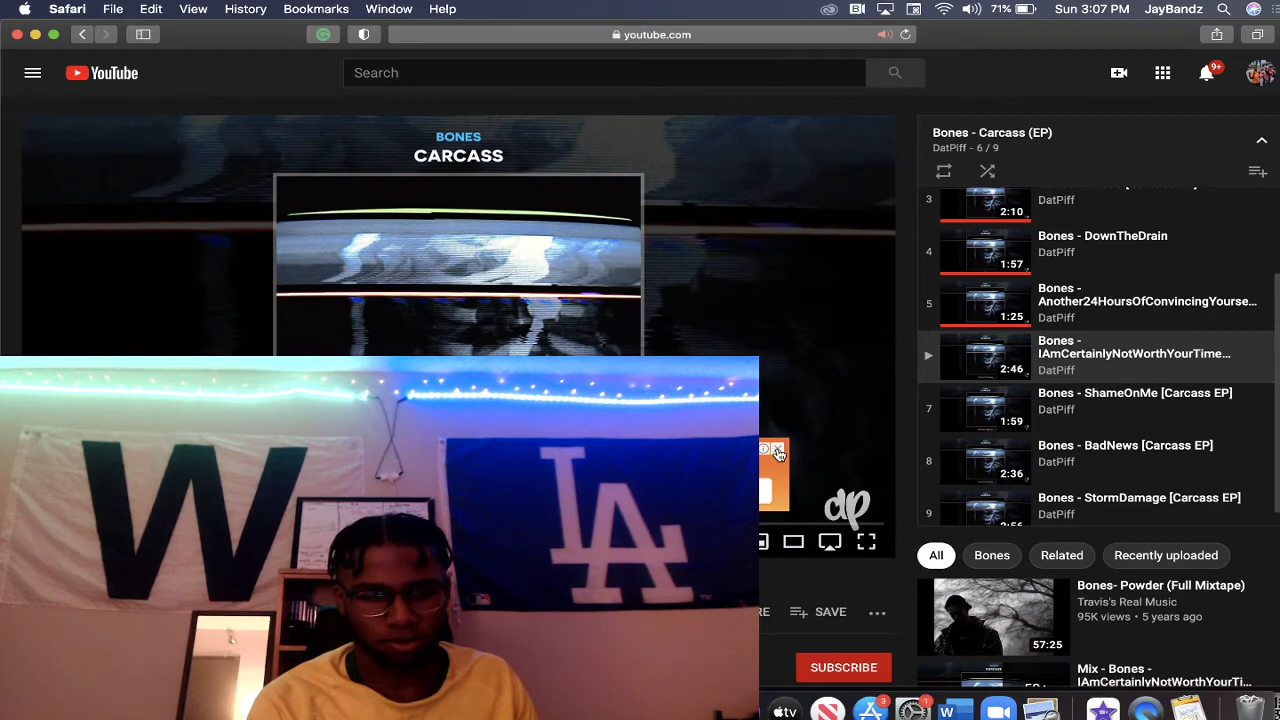 Safari File Edit View History Bookmarks Window Help
71% Sun 3:07 PM JayBandz
youtube.com
YouTube
Search
9+
BONES
CARCASS
Bones - Carcass (EP)
DatPiff - 6 / 9
3
2:10
DatPiff
4
1:57
Bones - DownTheDrain
DatPiff
5
1:25
Bones -
Another24HoursOfConvincingYourse...
DatPiff
2:46
Bones -
IAmCertainlyNotWorthYourTime...
DatPiff
7
1:59
Bones - ShameOnMe [Carcass EP]
DatPiff
8
2:36
Bones - BadNews [Carcass EP]
DatPiff
9
Bones - StormDamage [Carcass EP]
DatPiff
dp
W
LA
All Bones Related Recently uploaded
SAVE
SUBSCRIBE
57:25
Bones- Powder (Full Mixtape)
Travis's Real Music
95K views • 5 years ago
Mix - Bones -
IAmCertainlyNotWorthYourTi...
tv
3
1
W